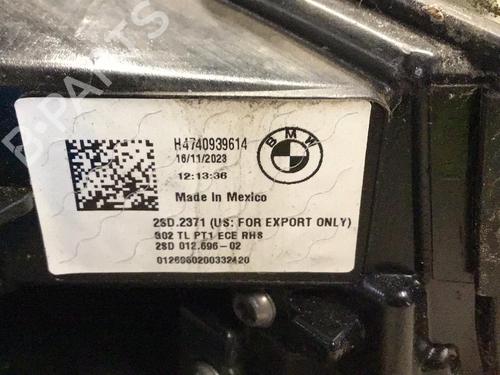 B-PARTS
H4740939614
16/11/2023
12:13:36
BMW
Made in Mexico
2SD.2371 (US: FOR EXPORT ONLY)
G02 TL PT1 ECE RHS
2SD 012.696-02
0126960200332420